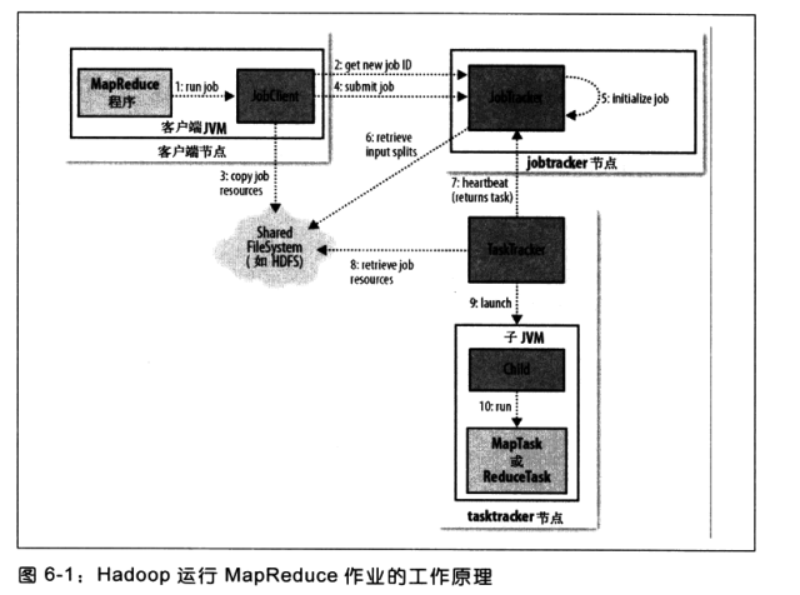 MapReduce
程序
1: run job
JobClient
客户端 JVM
客户端节点
2: get new job ID
4: submit job
JobTracker
5: initialize job
jobtracker 节点
6: retrieve
input splits
3: copy job
resources
7: heartbeat
(returns task)
Shared
FileSystem
(如 HDFS)
8: retrieve job
resources
TaskTracker
9: launch
子 JVM
Child
10: run
MapTask
或
ReduceTask
tasktracker 节点
图 6-1：Hadoop 运行 MapReduce 作业的工作原理